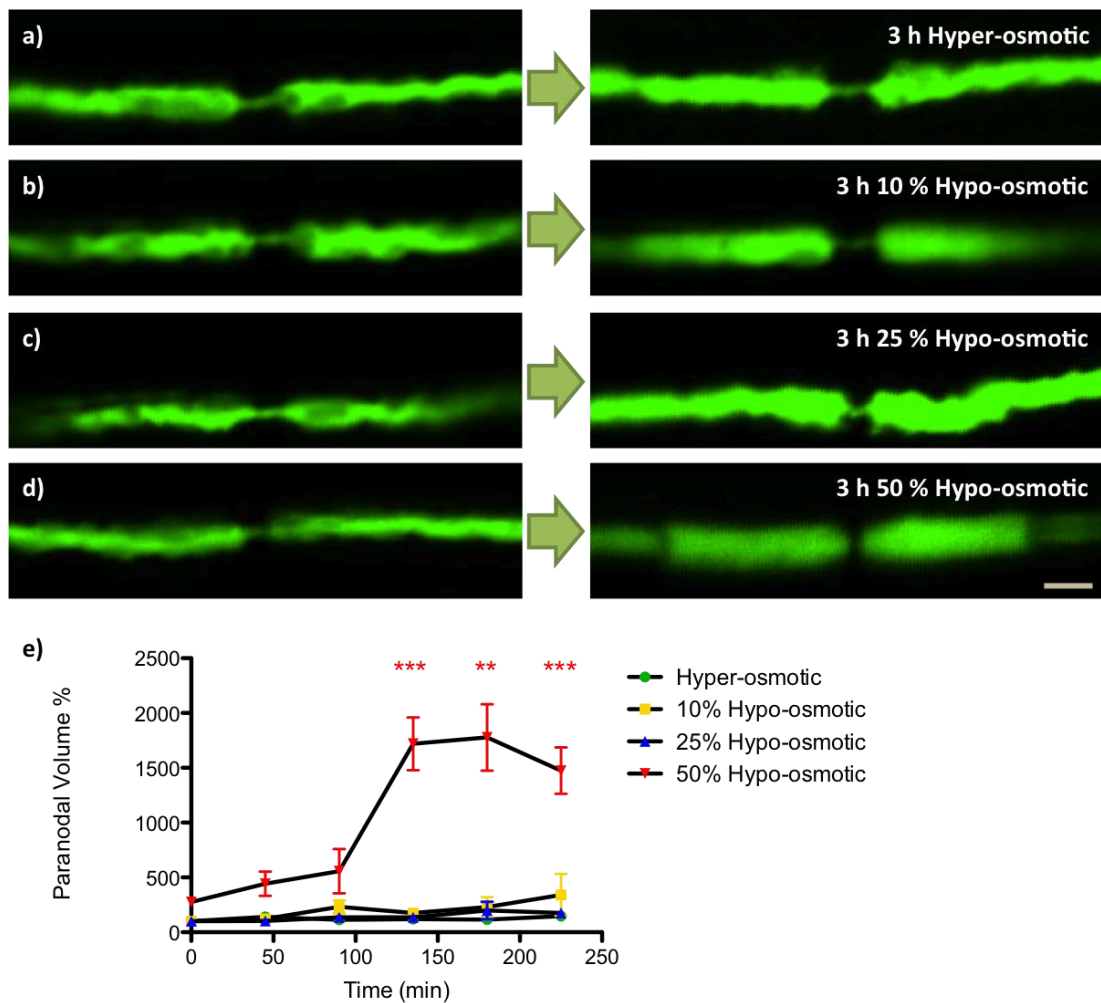 a)
3 h Hyper-osmotic
b)
3 h 10 % Hypo-osmotic
c)
3 h 25 % Hypo-osmotic
d)
3 h 50 % Hypo-osmotic
e)
Paranodal Volume %
2500
2000
1500
1000
500
0
*** ** ***
0 50 100 150 200 250
Time (min)
Hyper-osmotic
10% Hypo-osmotic
25% Hypo-osmotic
50% Hypo-osmotic